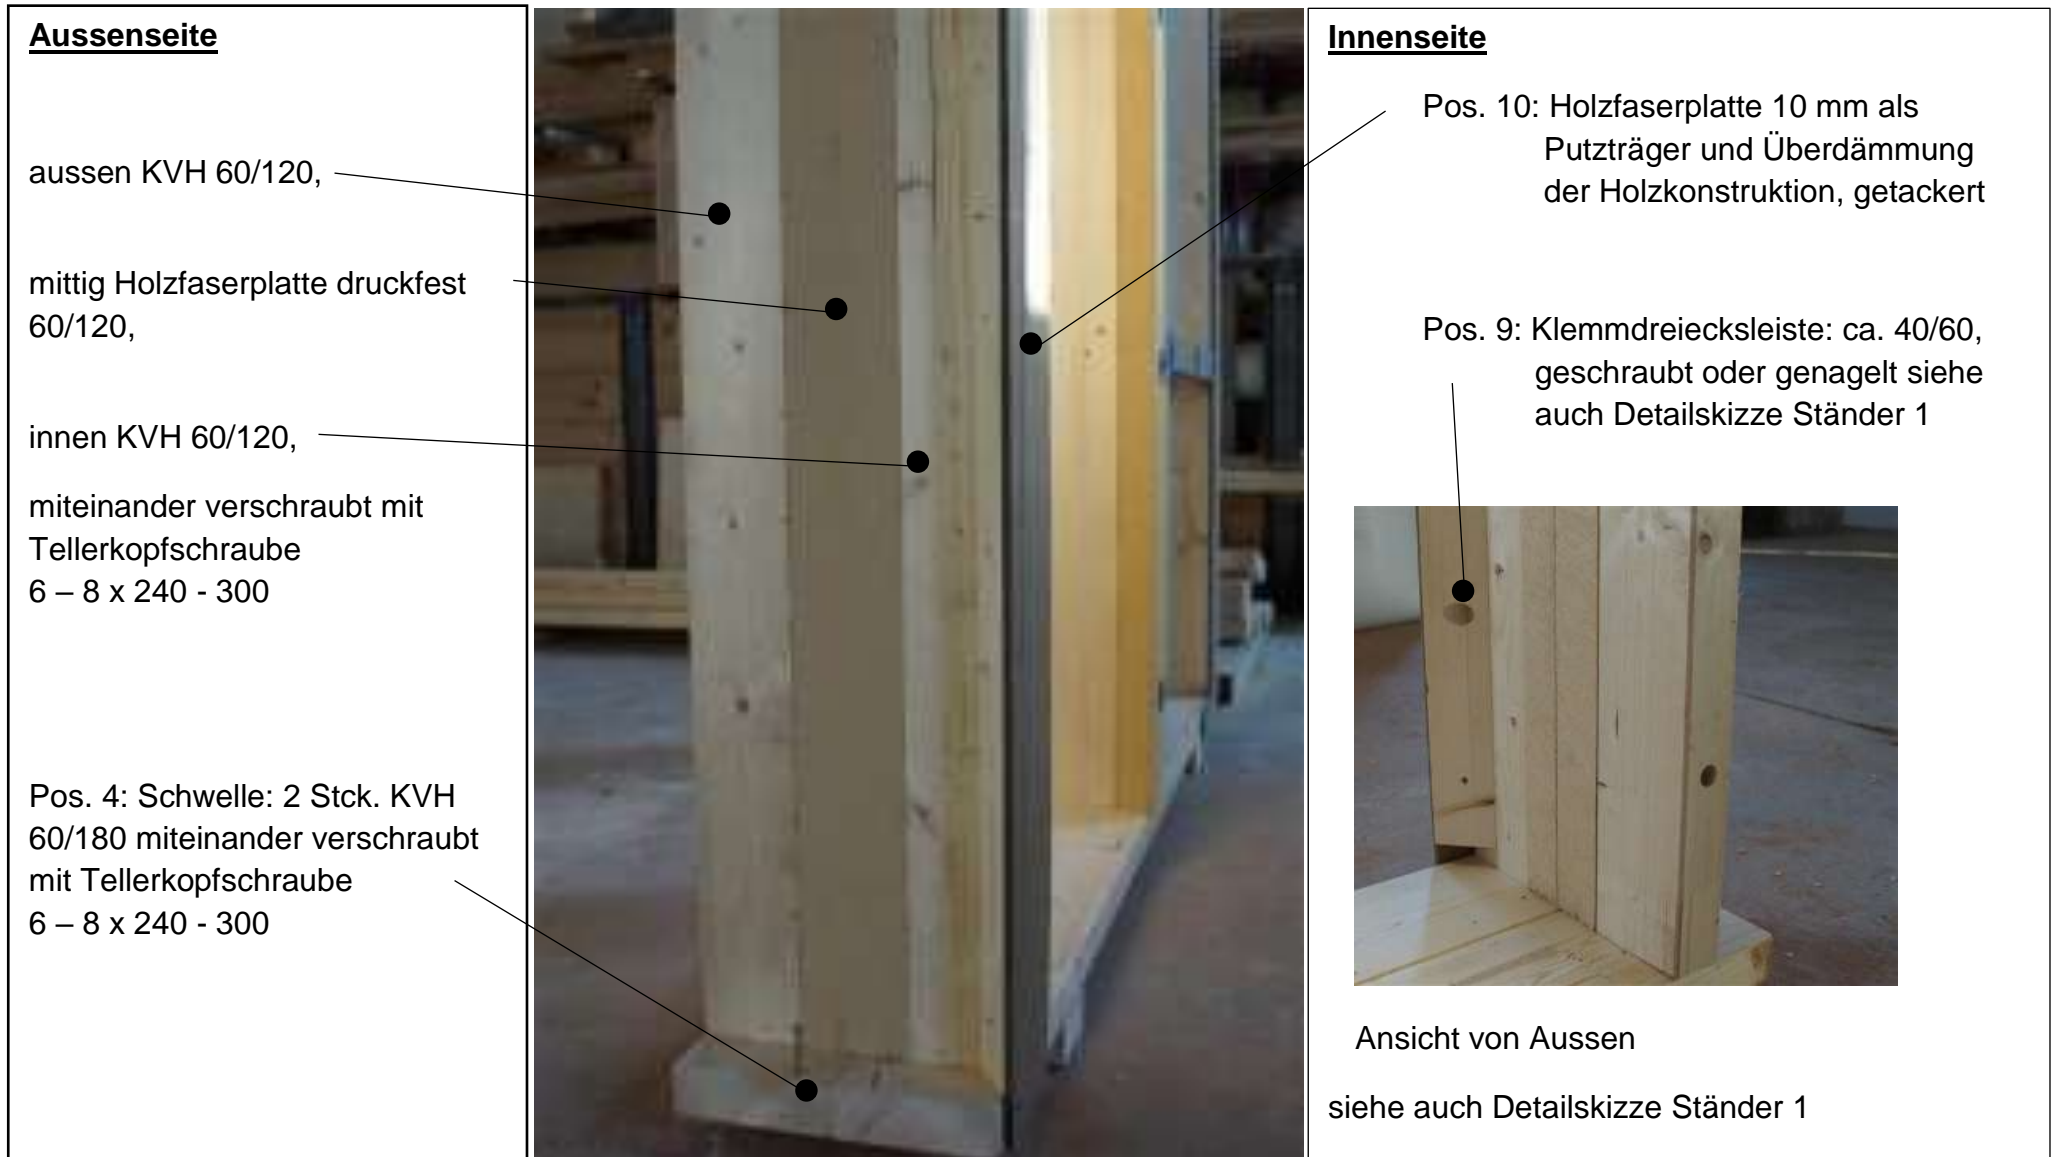 Aussenseite
aussen KVH 60/120,
mittig Holzfaserplatte druckfest
60/120,
innen KVH 60/120,
miteinander verschraubt mit
Tellerkopfschraube
6 – 8 x 240 - 300
Pos. 4: Schwelle: 2 Stck. KVH
60/180 miteinander verschraubt
mit Tellerkopfschraube
6 – 8 x 240 - 300
Innenseite
Pos. 10: Holzfaserplatte 10 mm als
Putzträger und Überdämmung
der Holzkonstruktion, getackert
Pos. 9: Klemmdreiecksleiste: ca. 40/60,
geschraubt oder genagelt siehe
auch Detailskizze Ständer 1
Ansicht von Aussen
siehe auch Detailskizze Ständer 1